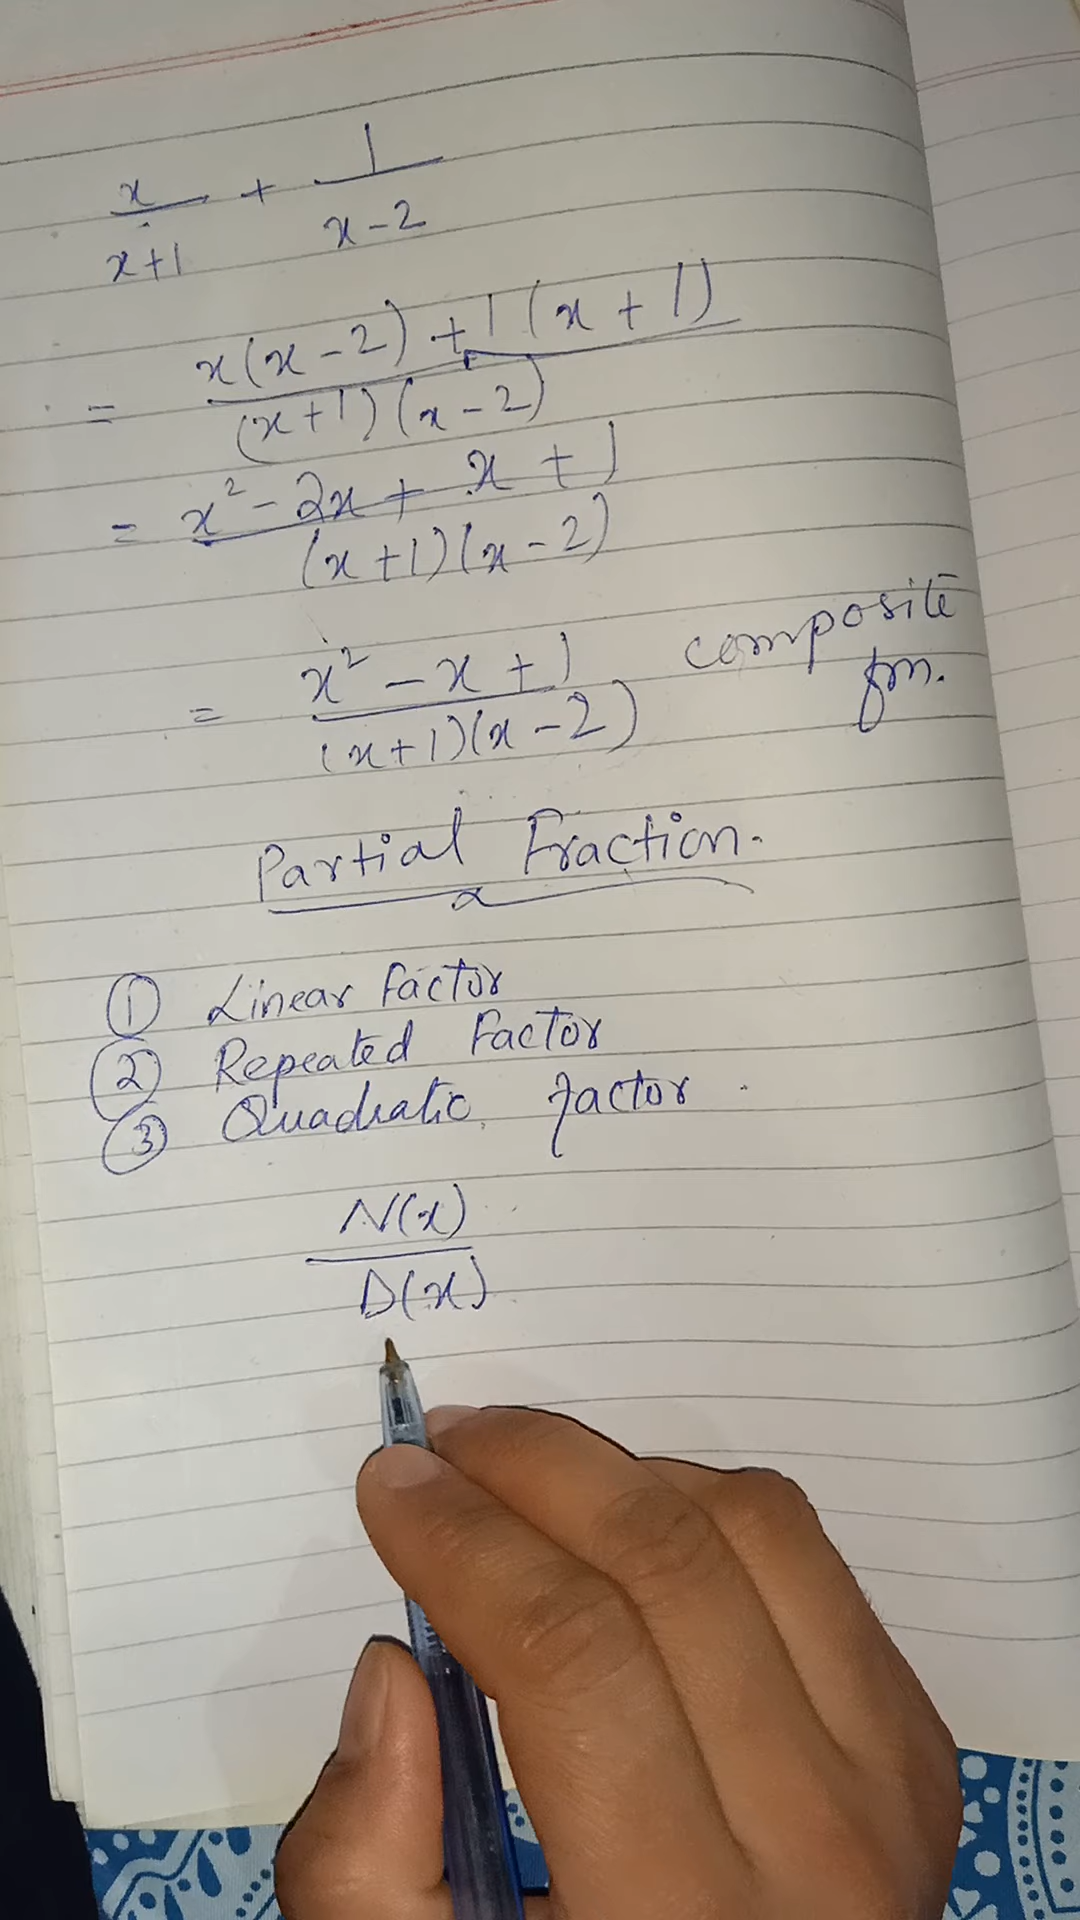 x/x+1 + 1/x-2
= x(x-2)+1(x+1)/(x+1)(x-2)
= x²-2x+x+1/(x+1)(x-2)
= x²-x+1/(x+1)(x-2) composite fn.
Partial Fraction.
① Linear factor
② Repeated Factor
③ Quadratic factor.
N(x)/D(x)